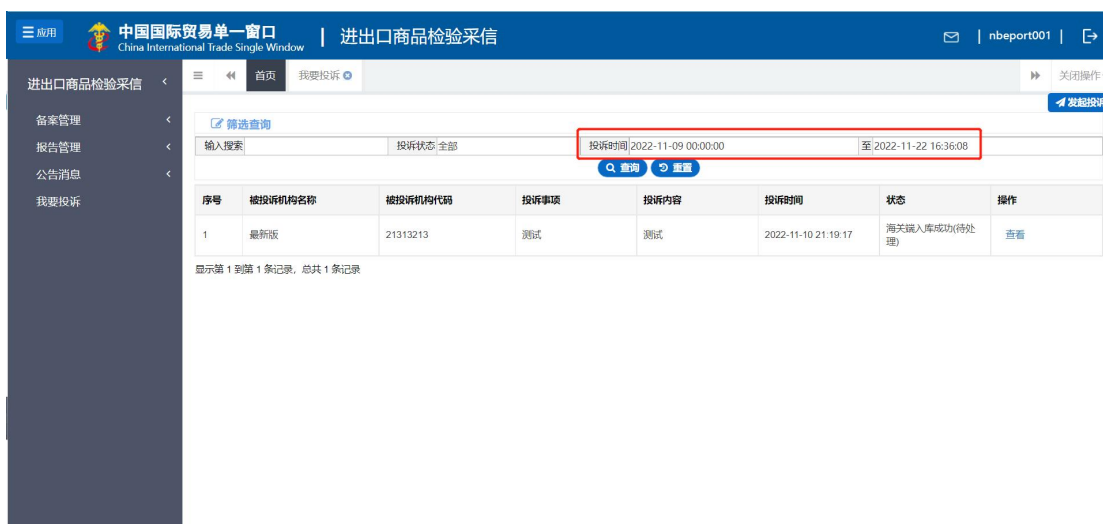 应用
中国国际贸易单一窗口 | 进出口商品检验采信
China International Trade Single Window
nbeport001
进出口商品检验采信
首页 我要投诉
关闭操作
发起投诉
备案管理
报告管理
公告消息
我要投诉
筛选查询
输入搜索 投诉状态 全部 投诉时间 2022-11-09 00:00:00 至 2022-11-22 16:36:08
查询 重置
序号 被投诉机构名称 被投诉机构代码 投诉事项 投诉内容 投诉时间 状态 操作
1 最新版 21313213 测试 测试 2022-11-10 21:19:17 海关端入库成功(待处
理) 查看
显示第 1 到第 1 条记录，总共 1 条记录